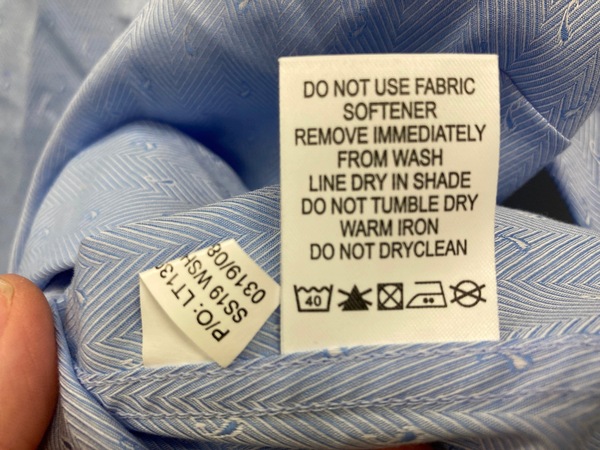 DO NOT USE FABRIC
SOFTENER
REMOVE IMMEDIATELY
FROM WASH
LINE DRY IN SHADE
DO NOT TUMBLE DRY
WARM IRON
DO NOT DRYCLEAN
40
P/O: LT13
SS19 WSH
0319/08